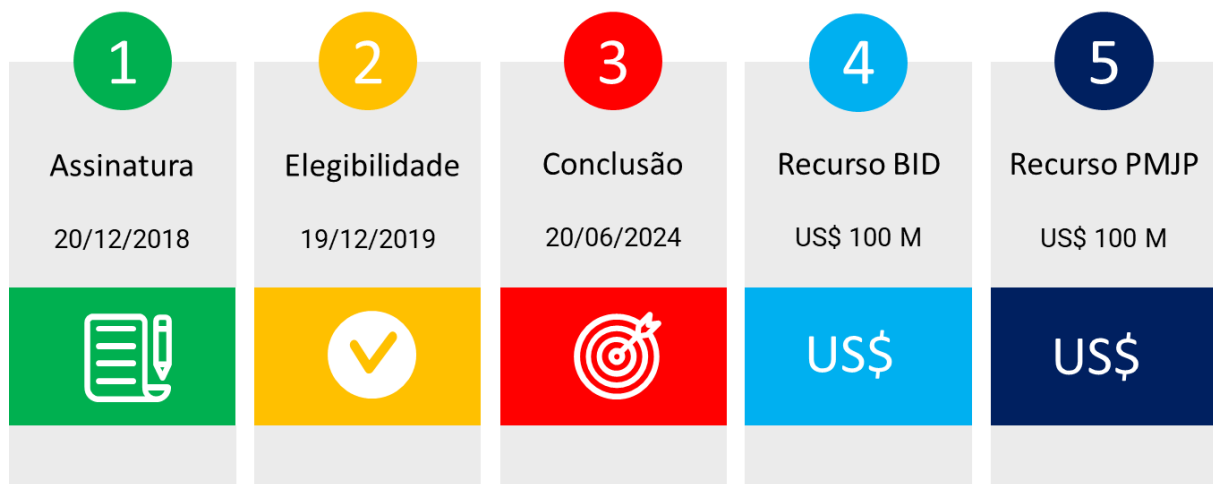 1
Assinatura
20/12/2018
2
Elegibilidade
19/12/2019
3
Conclusão
20/06/2024
4
Recurso BID
US$ 100 M
US$
5
Recurso PMJP
US$ 100 M
US$